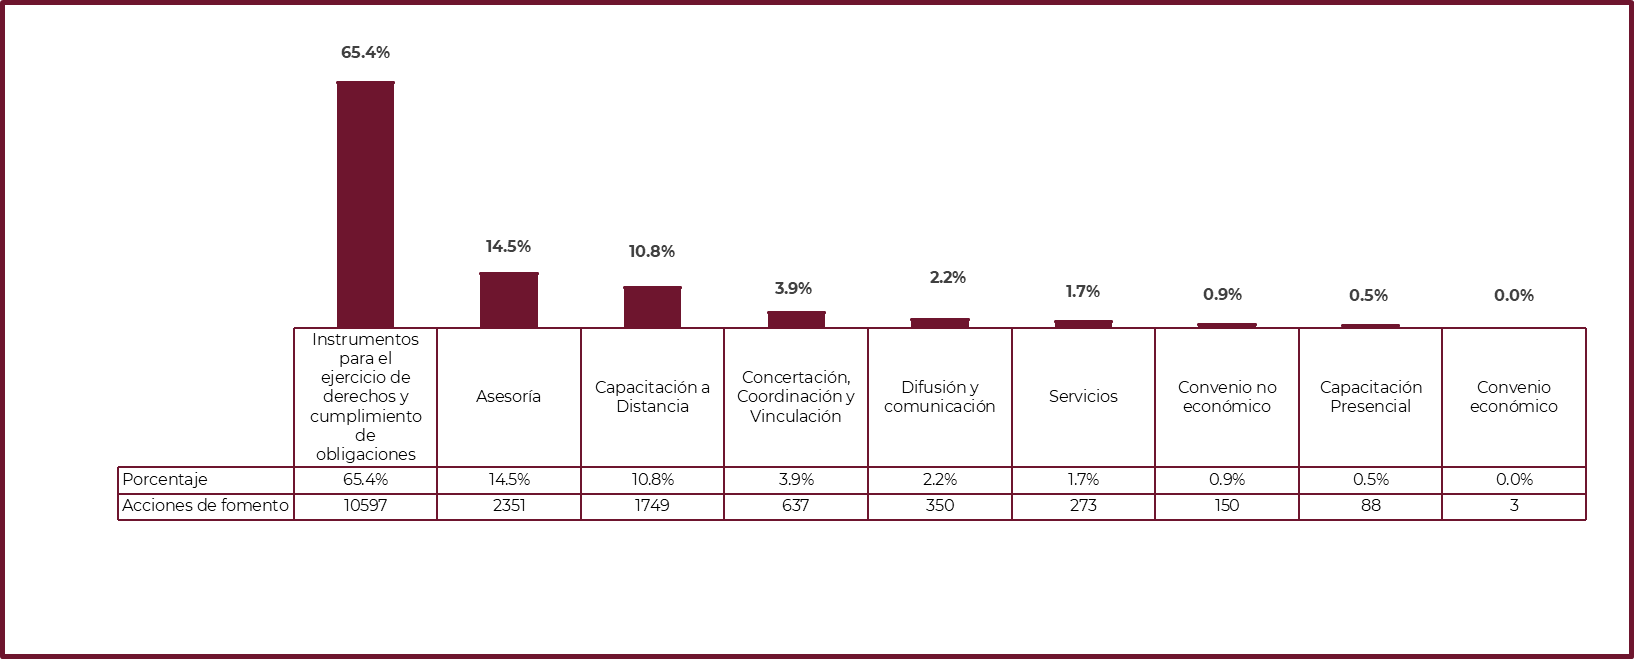 65.4%
14.5%
10.8%
3.9%
2.2%
1.7%
0.9%
0.5%
0.0%
Instrumentos
para el
ejercicio de
derechos y
cumplimiento
de
obligaciones
Asesoría
Capacitación a
Distancia
Concertación,
Coordinación y
Vinculación
Difusión y
comunicación
Servicios
Convenio no
económico
Capacitación
Presencial
Convenio
económico
Porcentaje 65.4% 14.5% 10.8% 3.9% 2.2% 1.7% 0.9% 0.5% 0.0%
Acciones de fomento 10597 2351 1749 637 350 273 150 88 3